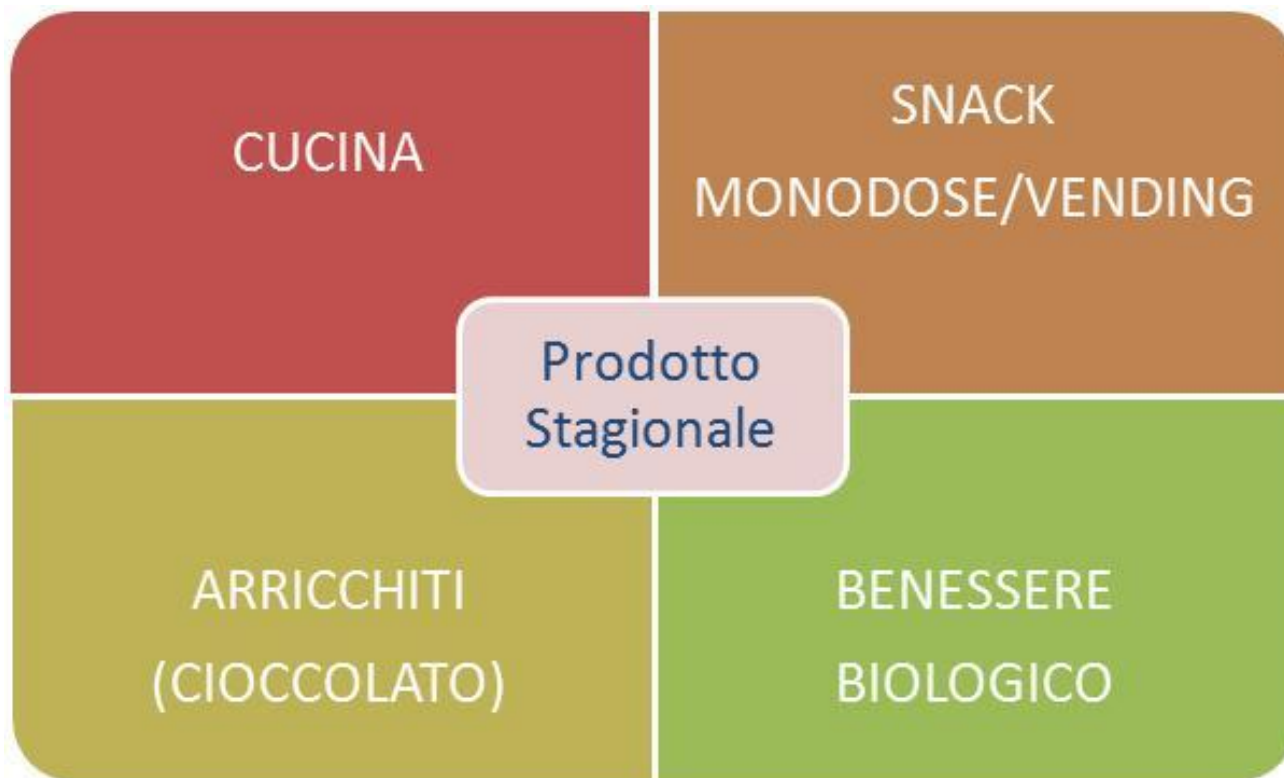 CUCINA
SNACK
MONODOSE/VENDING
Prodotto
Stagionale
ARRICCHITI
(CIOCCOLATO)
BENESSERE
BIOLOGICO